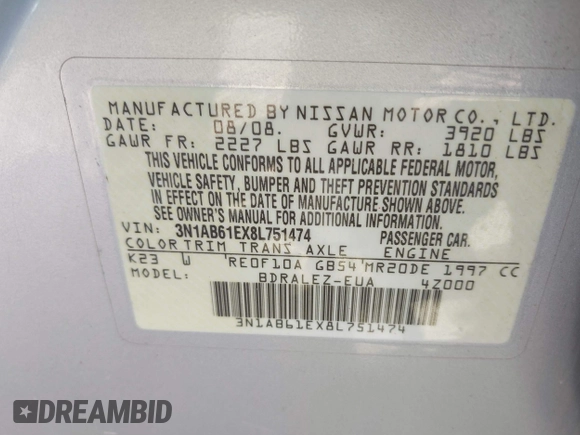 MANUFACTURED BY NISSAN MOTOR CO., LTD.
DATE: 08/08. GVWR: 3920 LBS
GAWR FR: 2227 LBS GAWR RR: 1810 LBS
THIS VEHICLE CONFORMS TO ALL APPLICABLE FEDERAL MOTOR,
VEHICLE SAFETY, BUMPER AND THEFT PREVENTION STANDARDS
IN EFFECT ON THE DATE OF MANUFACTURE SHOWN ABOVE.
SEE OWNER'S MANUAL FOR ADDITIONAL INFORMATION.
VIN: 3N1AB61EX8L751474 PASSENGER CAR.
COLOR TRIM TRANS AXLE ENGINE
K23 W RE0F10A GB54 MR20DE 1997 CC
MODEL: BDRALEZ-EUA 4Z000
3N1AB61EX8L751474
DREAMBID